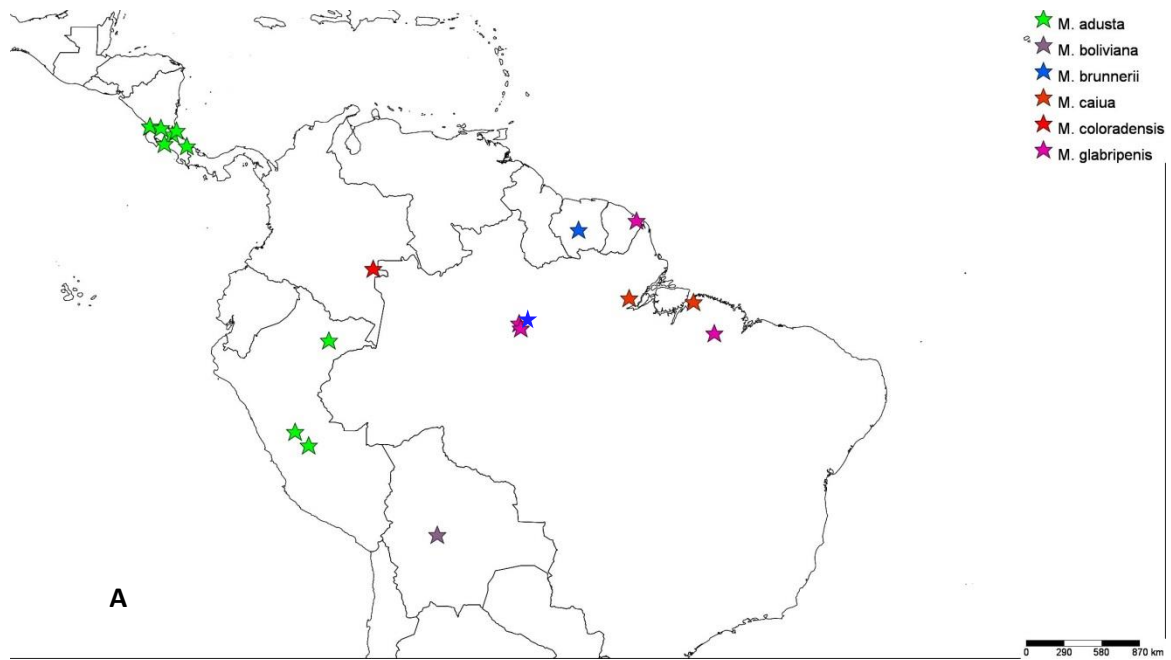 M. adusta
M. boliviana
M. brunnerii
M. caiua
M. coloradensis
M. glabripenis
A
0 290 580 870 km